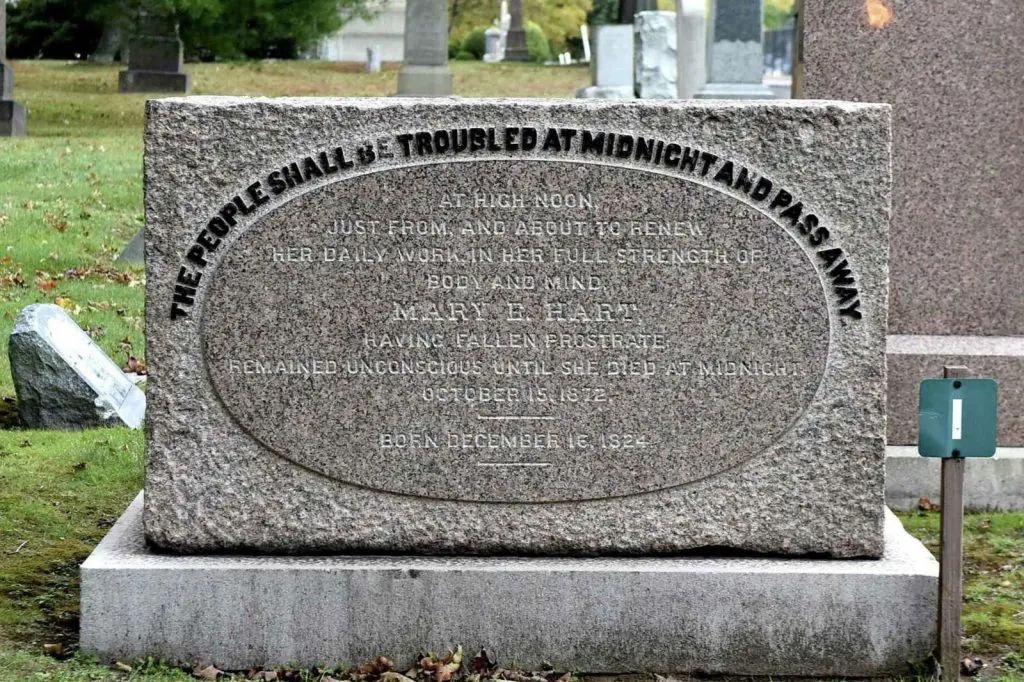 THE PEOPLE SHALL BE TROUBLED AT MIDNIGHT AND PASS AWAY.
AT HIGH NOON,
JUST FROM, AND ABOUT TO RENEW
HER DAILY WORK, IN HER FULL STRENGTH OF
BODY AND MIND,
MARY E. HART,
HAVING FALLEN PROSTRATE,
REMAINED UNCONSCIOUS, UNTIL SHE DIED AT MIDNIGHT,
OCTOBER 15, 1872.
BORN DECEMBER 16, 1824.